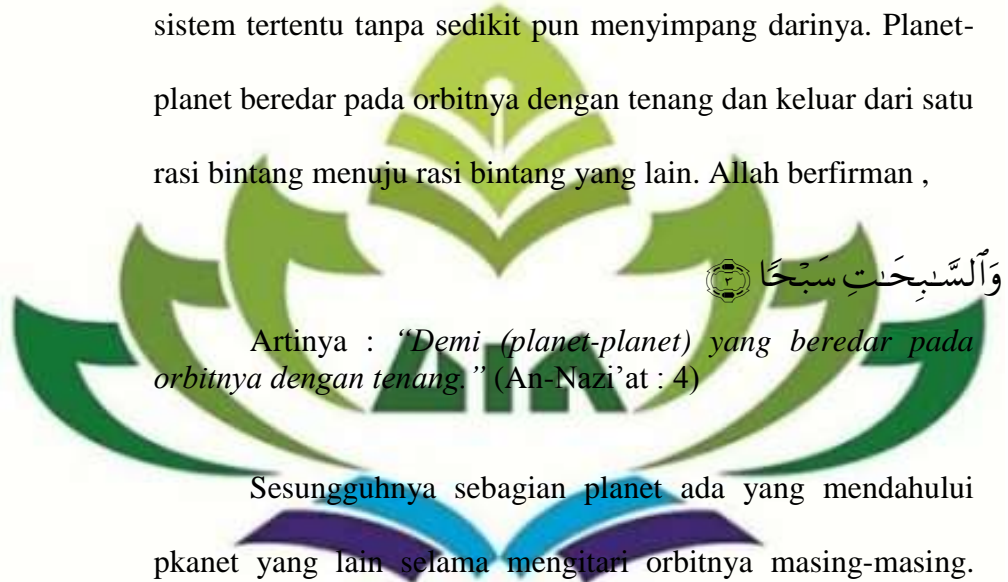 sistem tertentu tanpa sedikit pun menyimpang darinya. Planet-
planet beredar pada orbitnya dengan tenang dan keluar dari satu
rasi bintang menuju rasi bintang yang lain. Allah berfirman ,
وَٱلسَّـٰبِحَـٰتِ سَبْحًا ٣
Artinya : “Demi (planet-planet) yang beredar pada
orbitnya dengan tenang.” (An-Nazi’at : 4)
Sesungguhnya sebagian planet ada yang mendahului
pkanet yang lain selama mengitari orbitnya masing-masing.